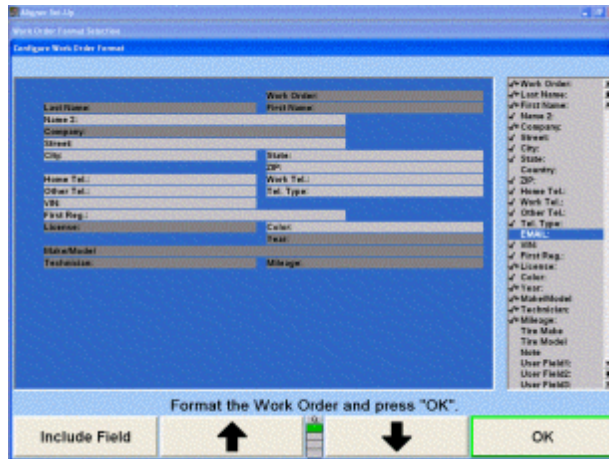 Aligner Set-Up
Work Order Format Selection
Configure Work Order Format
Work Order:
Last Name: First Name:
Name 2:
Company:
Street:
City: State:
ZIP:
Home Tel.: Work Tel.:
Other Tel.: Tel. Type:
VIN:
First Reg.:
License: Color:
Year:
Make/Model
Technician: Mileage:
Work Order:
Last Name:
First Name:
Name 2:
Company:
Street:
City:
State:
Country:
ZIP:
Home Tel.:
Work Tel.:
Other Tel.:
Tel. Type:
EMAIL:
VIN:
First Reg.:
License:
Color:
Year:
Make/Model
Technician:
Mileage:
Tire Make
Tire Model
Note
User Field1:
User Field2:
User Field3:
Format the Work Order and press "OK".
Include Field
OK